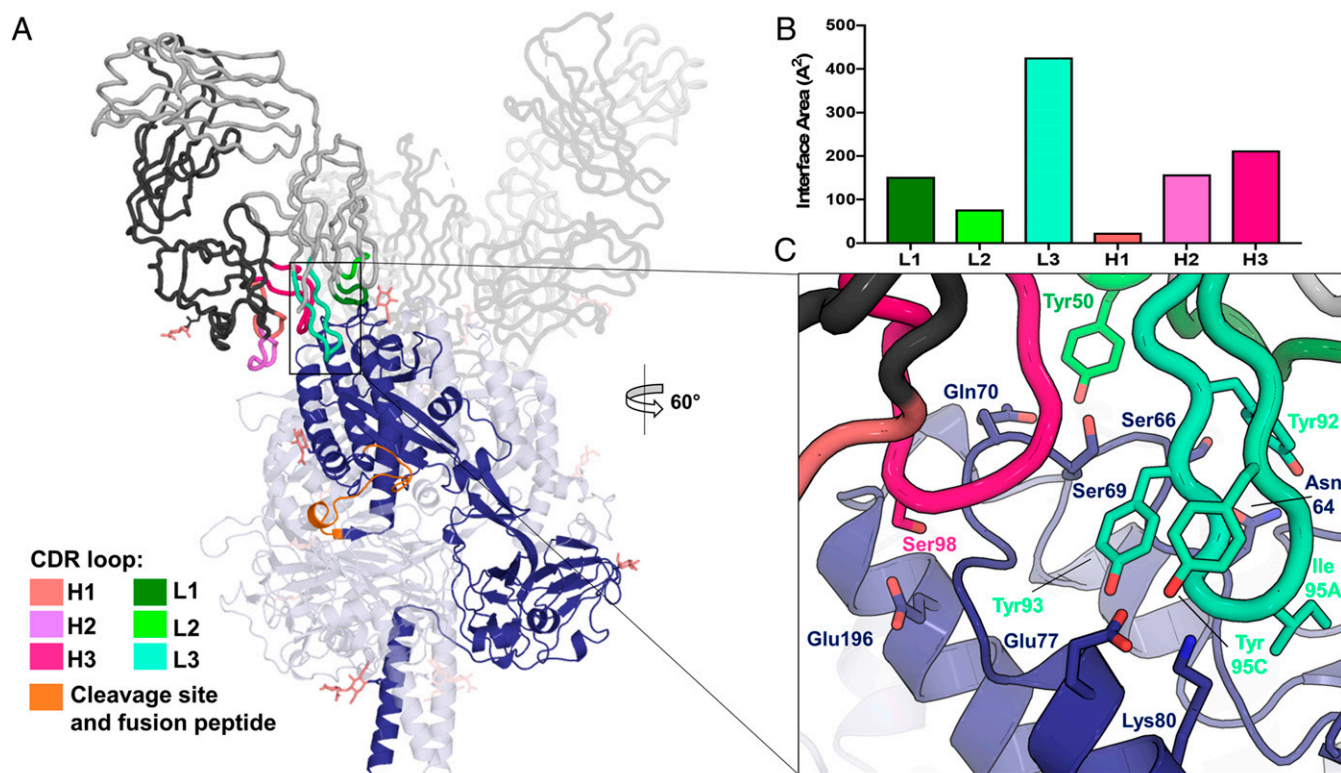 A
60°
CDR loop:
H1 L1
H2 L2
H3 L3
Cleavage site
and fusion peptide
B
Interface Area (A²)
500
400
300
200
100
0
L1 L2 L3 H1 H2 H3
C
Tyr50
Gln70
Ser66
Tyr92
Ser69
Asn
64
Ser98
Ile
95A
Tyr93
Glu196
Glu77
Tyr
95C
Lys80